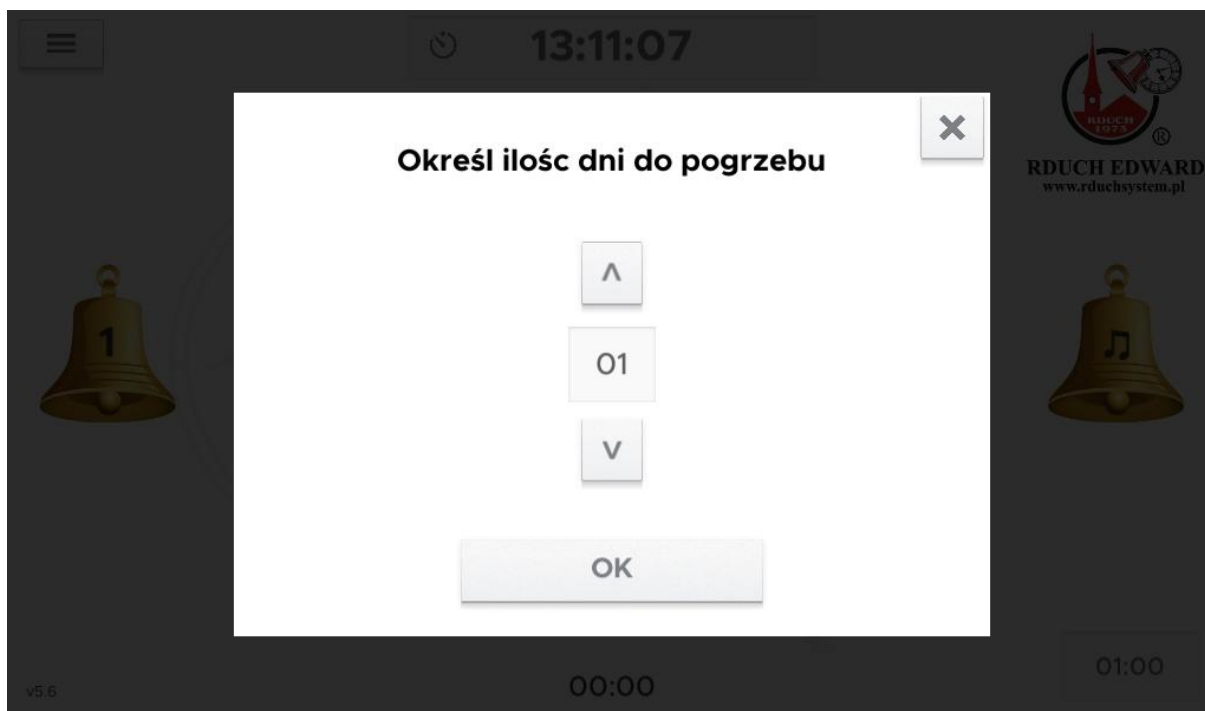 13:11:07
RDUCH
1973
®
RDUCH EDWARD
www.rduchsystem.pl
Określ ilośc dni do pogrzebu
01
OK
1
v5.6
00:00
01:00